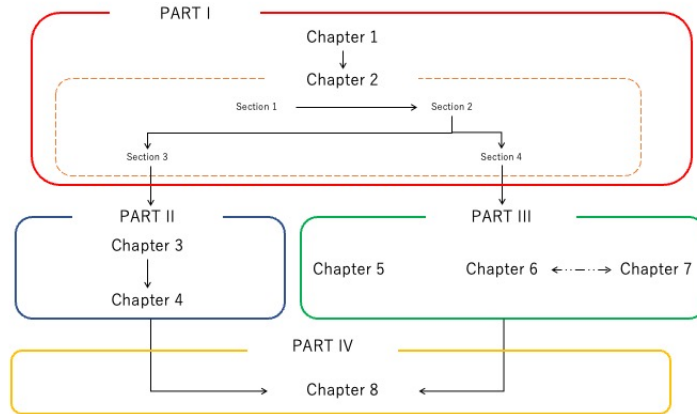 PART I
Chapter 1
Chapter 2
Section 1 Section 2
Section 3 Section 4
PART II PART III
Chapter 3
Chapter 5 Chapter 6 Chapter 7
Chapter 4
PART IV
Chapter 8